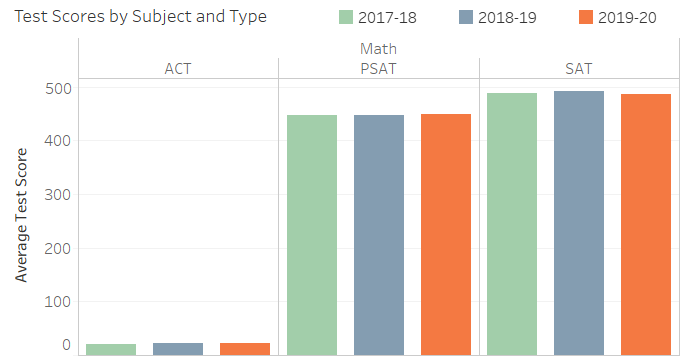 Test Scores by Subject and Type
2017-18
2018-19
2019-20
Math
ACT
PSAT
SAT
Average Test Score
500
400
300
200
100
0